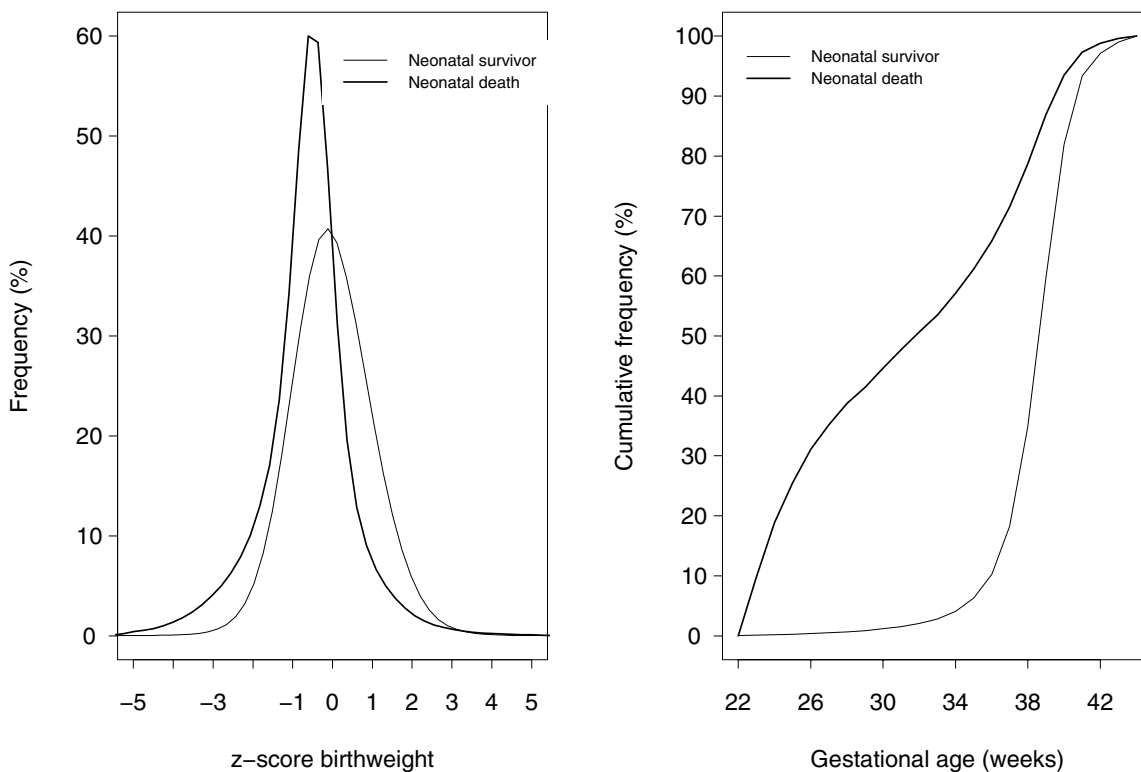 60
50
40
30
20
10
0
Frequency (%)
Neonatal survivor
Neonatal death
−5 −3 −1 0 1 2 3 4 5
z−score birthweight
100
90
80
70
60
50
40
30
20
10
0
Cumulative frequency (%)
Neonatal survivor
Neonatal death
22 26 30 34 38 42
Gestational age (weeks)